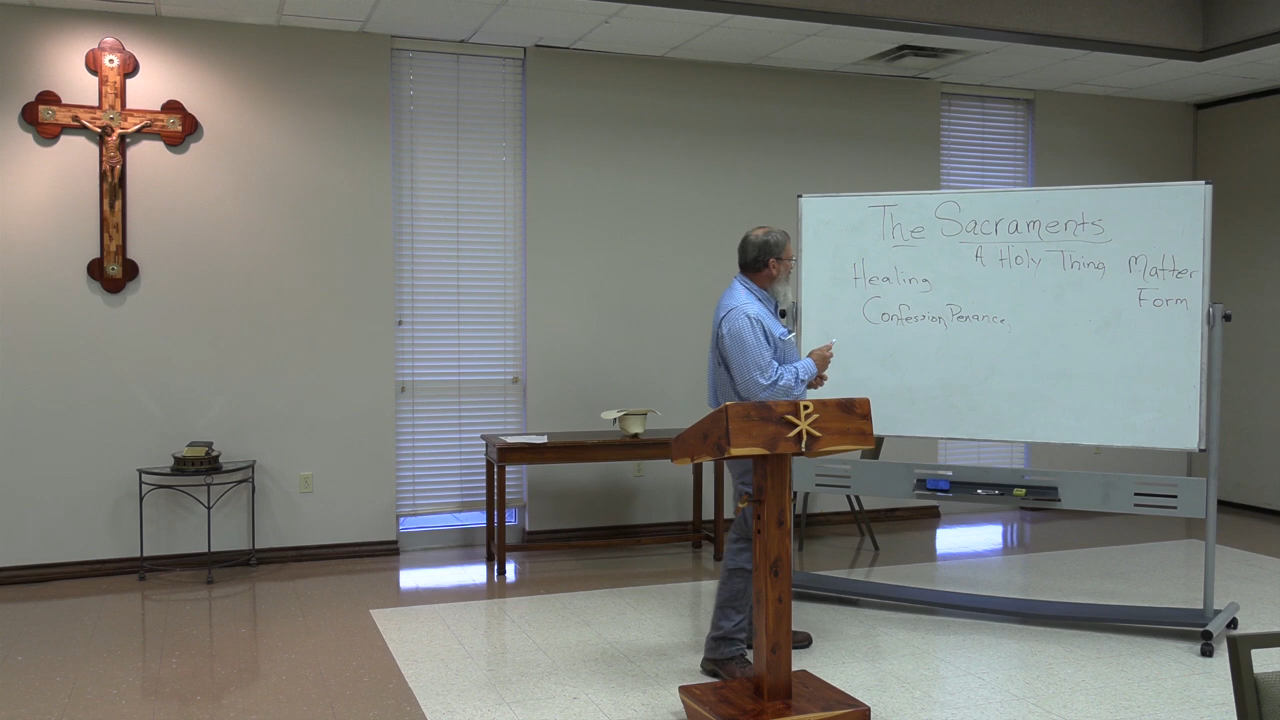 The Sacraments
A Holy Thing Matter
Healing Form
Confession, Penance,